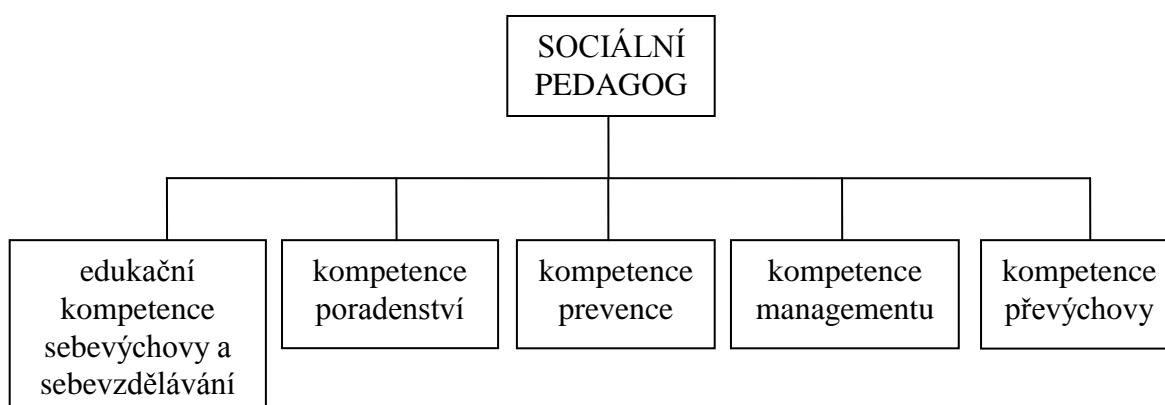 SOCIÁLNÍ
PEDAGOG
edukační
kompetence
sebevýchovy a
sebevzdělávání
kompetence
poradenství
kompetence
prevence
kompetence
managementu
kompetence
převýchovy